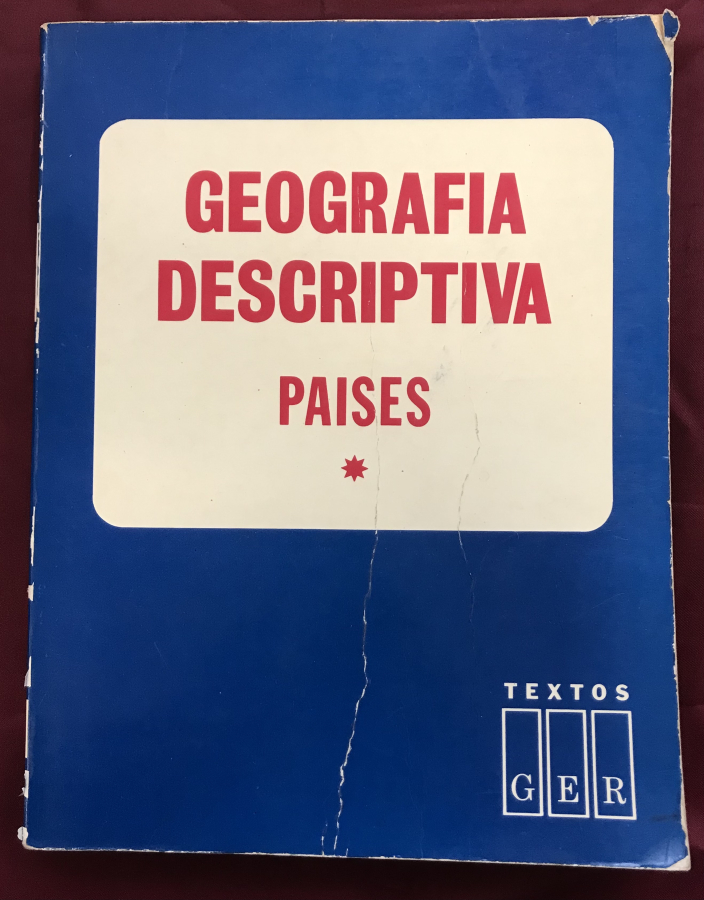 GEOGRAFIA
DESCRIPTIVA
PAISES
TEXTOS
GER